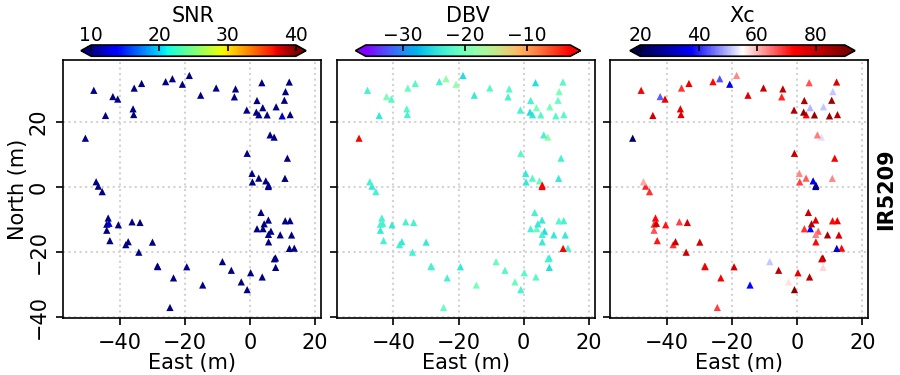 SNR DBV Xc
10 20 30 40 −30 −20 −10 20 40 60 80
North (m)
20
0
−20
−40
−40 −20 0 20 −40 −20 0 20 −40 −20 0 20
East (m) East (m) East (m)
IR5209